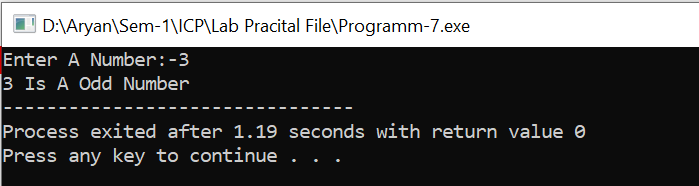 D:\Aryan\Sem-1\ICP\Lab Pracital File\Programm-7.exe
Enter A Number:-3
3 Is A Odd Number
--------------------------------
Process exited after 1.19 seconds with return value 0
Press any key to continue . . .